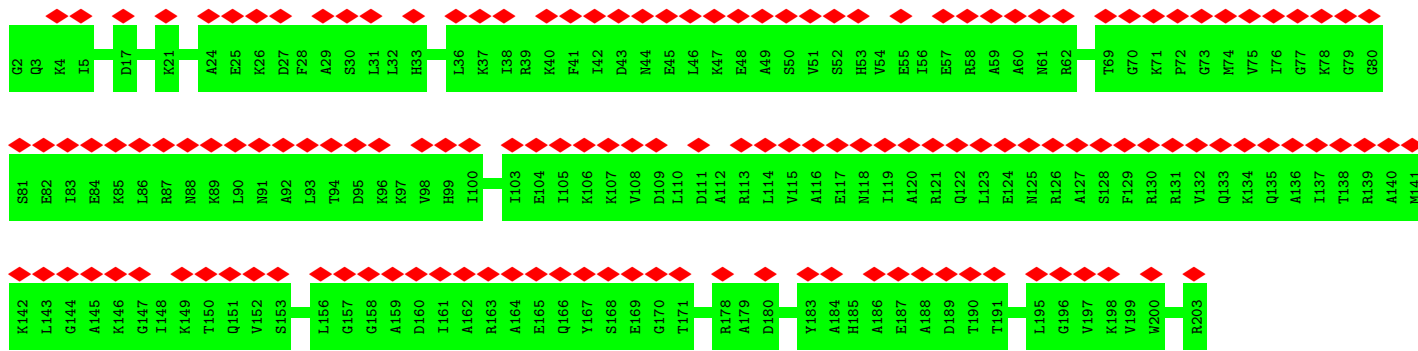 G2 Q3 K4 I5 D17 K21 A24 E25 K26 D27 F28 A29 S30 L31 L32 H33 L36 K37 I38 R39 K40 F41 I42 D43 N44 E45 L46 K47 E48 A49 S50 V51 S52 H53 V54 E55 I56 E57 R58 A59 A60 N61 R62 T69 G70 K71 P72 G73 M74 V75 I76 G77 K78 G79 G80
S81 E82 I83 E84 K85 L86 R87 N88 K89 L90 N91 A92 L93 T94 D95 K96 K97 V98 H99 I100 I103 E104 I105 K106 K107 V108 D109 L110 D111 A112 R113 L114 V115 A116 E117 N118 I119 A120 R121 Q122 L123 E124 N125 R126 A127 S128 F129 R130 R131 V132 Q133 K134 Q135 A136 I137 T138 R139 A140 M141
K142 L143 G144 A145 K146 G147 I148 K149 T150 Q151 V152 S153 L156 G157 G158 A159 D160 I161 A162 R163 A164 E165 Q166 Y167 S168 E169 G170 T171 R178 A179 D180 Y183 A184 H185 A186 E187 A188 D189 T190 T191 L195 G196 V197 K198 V199 W200 R203